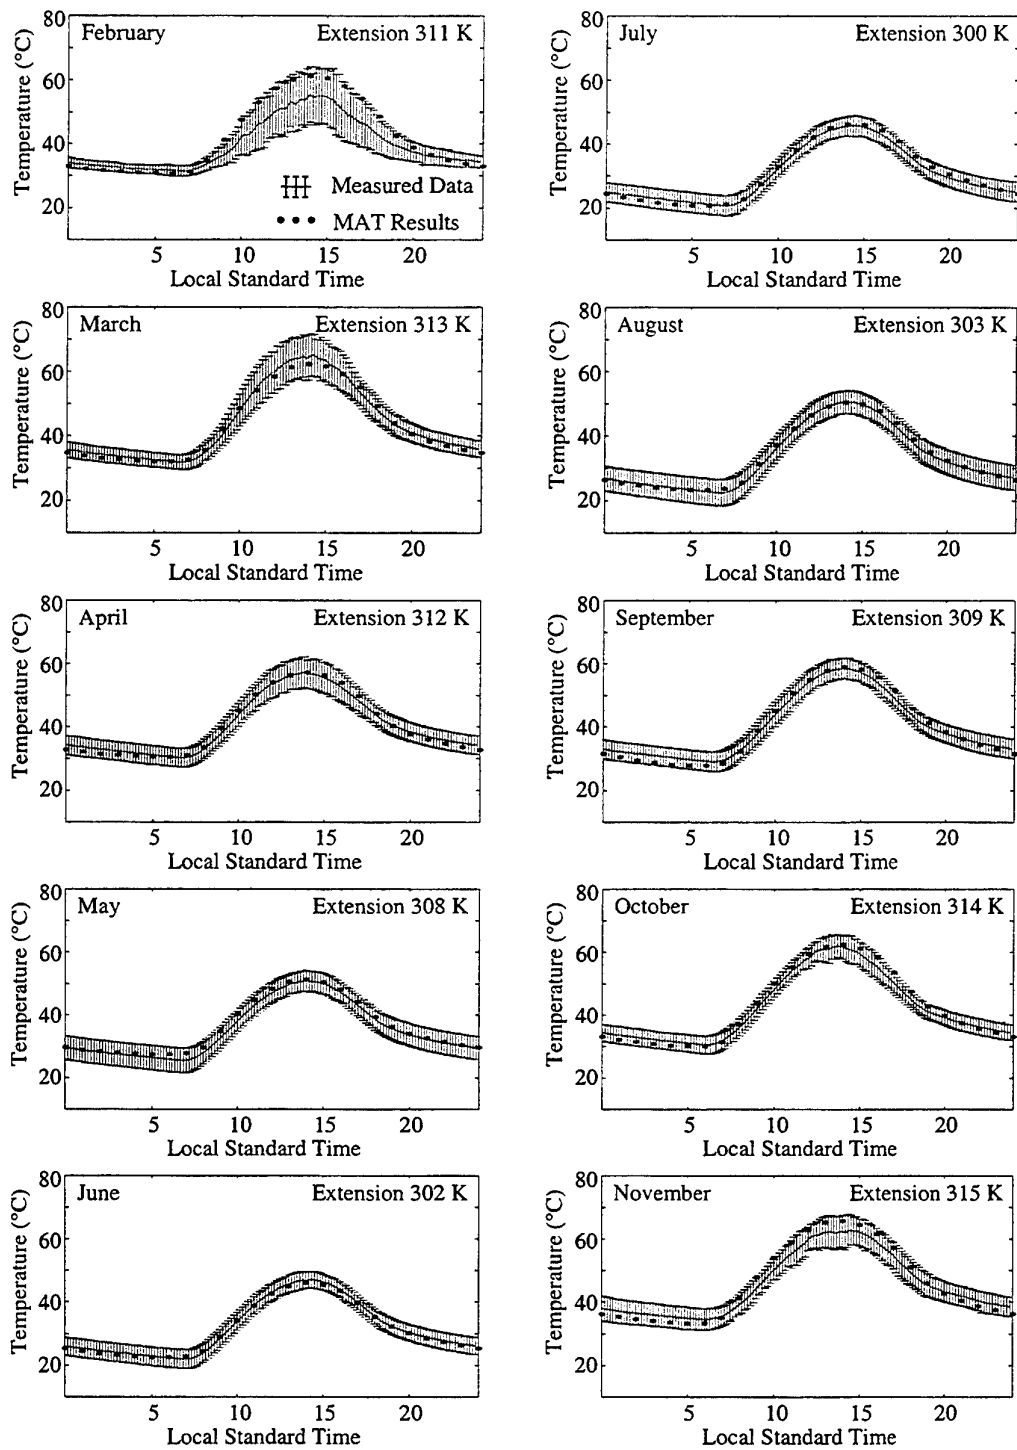 February Extension 311 K
Temperature (°C)
80
60
40
20
Measured Data
MAT Results
5 10 15 20
Local Standard Time
July Extension 300 K
Temperature (°C)
80
60
40
20
5 10 15 20
Local Standard Time
March Extension 313 K
Temperature (°C)
80
60
40
20
5 10 15 20
Local Standard Time
August Extension 303 K
Temperature (°C)
80
60
40
20
5 10 15 20
Local Standard Time
April Extension 312 K
Temperature (°C)
80
60
40
20
5 10 15 20
Local Standard Time
September Extension 309 K
Temperature (°C)
80
60
40
20
5 10 15 20
Local Standard Time
May Extension 308 K
Temperature (°C)
80
60
40
20
5 10 15 20
Local Standard Time
October Extension 314 K
Temperature (°C)
80
60
40
20
5 10 15 20
Local Standard Time
June Extension 302 K
Temperature (°C)
80
60
40
20
5 10 15 20
Local Standard Time
November Extension 315 K
Temperature (°C)
80
60
40
20
5 10 15 20
Local Standard Time